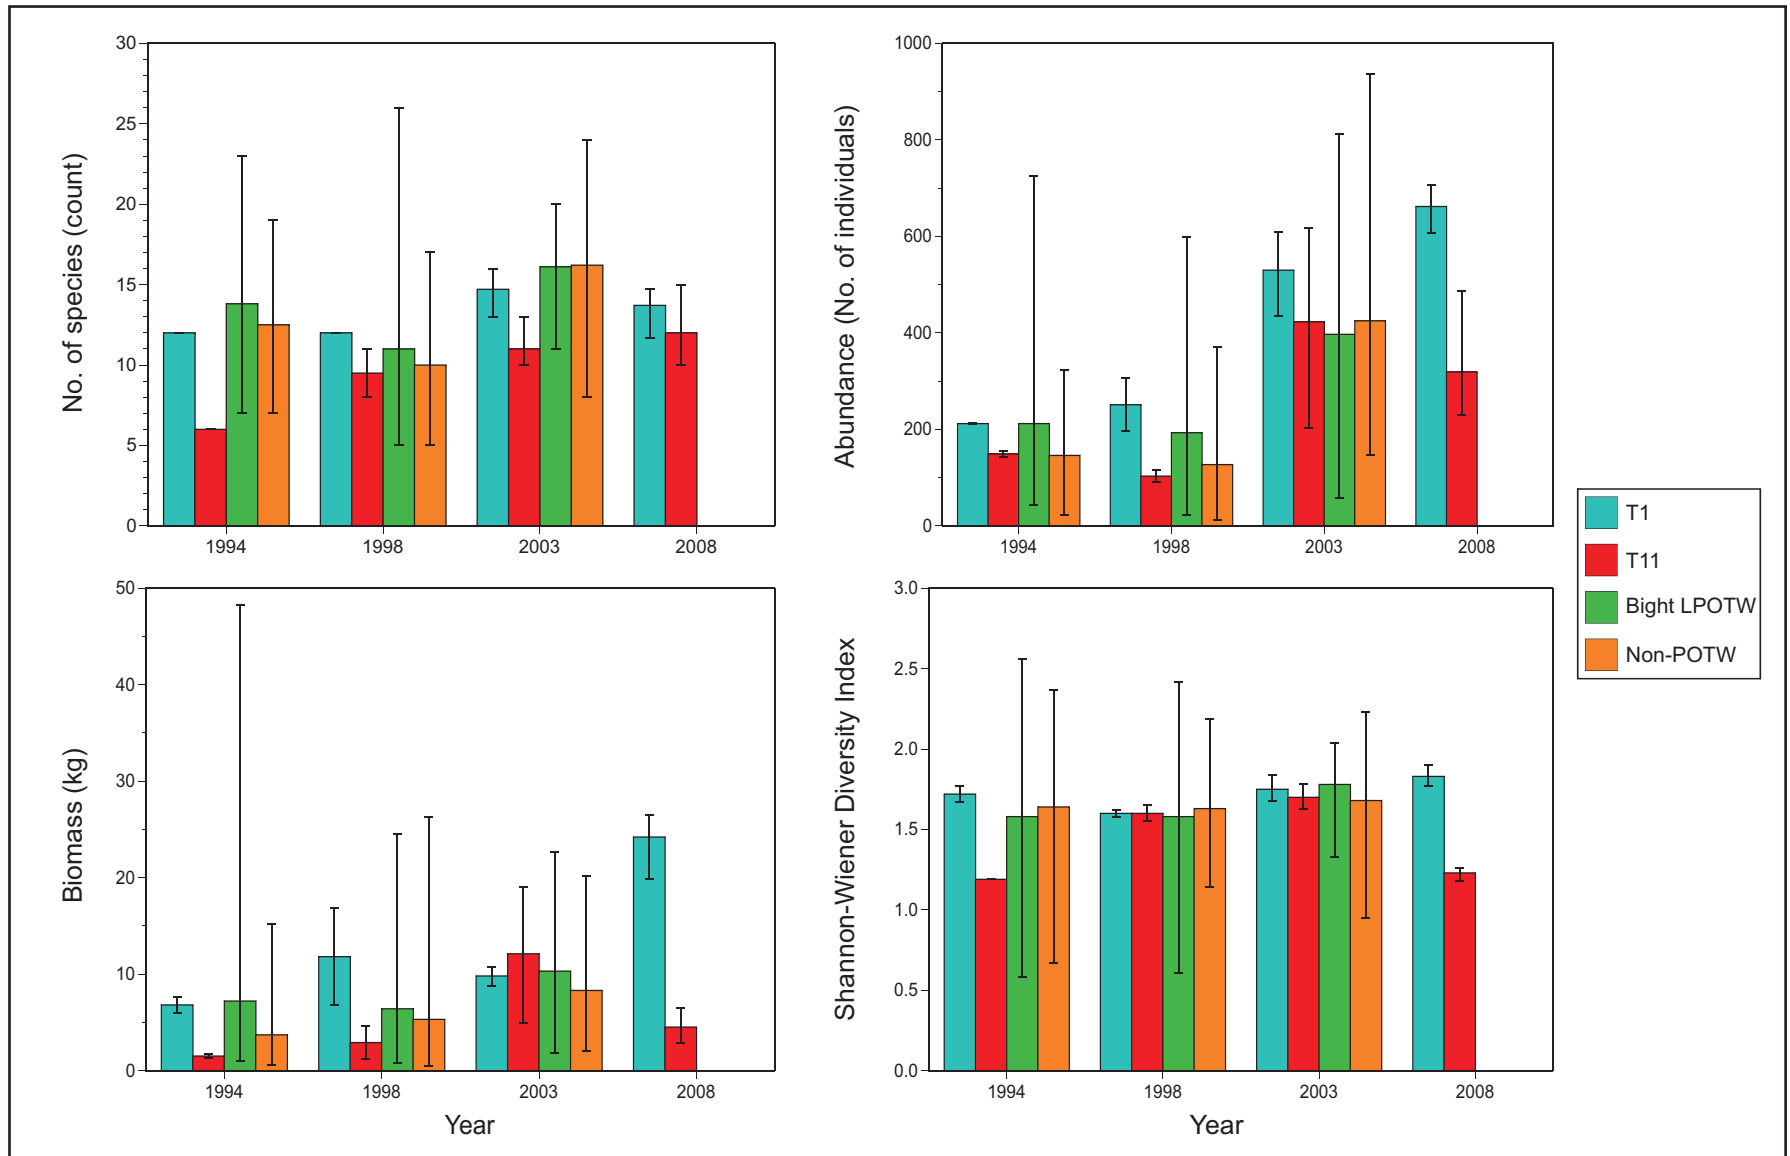 No. of species (count)
30
25
20
15
10
5
0
1994 1998 2003 2008
Abundance (No. of individuals)
1000
800
600
400
200
0
1994 1998 2003 2008
T1
T11
Bight LPOTW
Non-POTW
Biomass (kg)
50
40
30
20
10
0
1994 1998 2003 2008
Year
Shannon-Wiener Diversity Index
3.0
2.5
2.0
1.5
1.0
0.5
0.0
1994 1998 2003 2008
Year